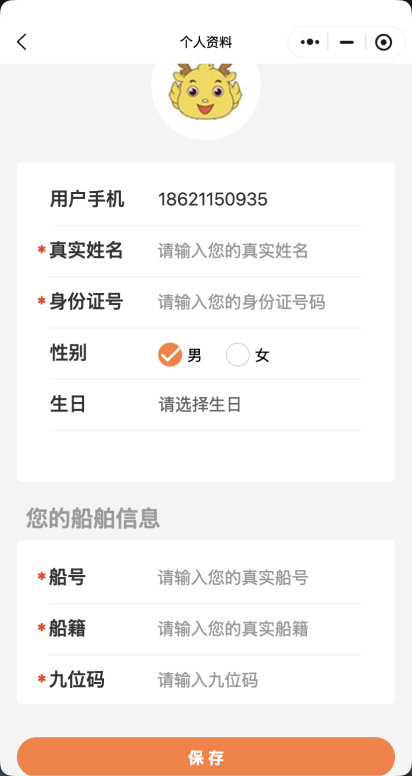 个人资料
用户手机 18621150935
*真实姓名 请输入您的真实姓名
*身份证号 请输入您的身份证号码
性别 男 女
生日 请选择生日
您的船舶信息
*船号 请输入您的真实船号
*船籍 请输入您的真实船籍
*九位码 请输入九位码
保存